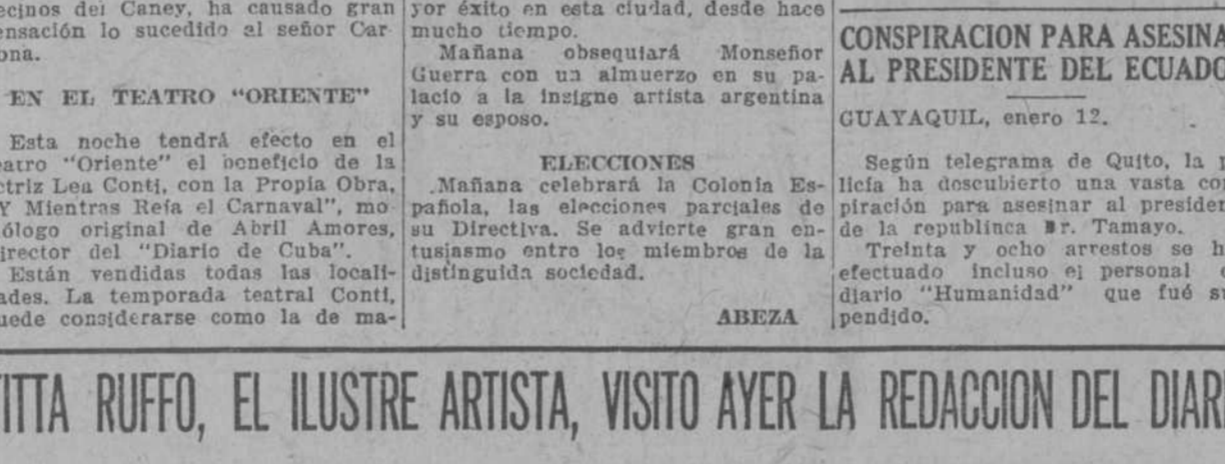 ecinos del Caney, ha causado gran
ensación lo sucedido al señor Car-
ona.
EN EL TEATRO "ORIENTE"
Esta noche tendrá efecto en el
eatro "Oriente" el beneficio de la
ctriz Lea Conti, con la Propia Obra,
Y Mientras Reía el Carnaval", mo-
ólogo original de Abril Amores,
irector del "Diario de Cuba".
Están vendidas todas las locali-
ades. La temporada teatral Conti,
uede considerarse como la de ma-
yor éxito en esta ciudad, desde hace
mucho tiempo.
Mañana obsequiará Monseñor
Guerra con un almuerzo en su pa-
lacio a la insigne artista argentina
y su esposo.
ELECCIONES
Mañana celebrará la Colonia Es-
pañola, las elecciones parciales de
su Directiva. Se advierte gran en-
tusiasmo entre los miembros de la
distinguida sociedad.
ABEZA
CONSPIRACION PARA ASESINA
AL PRESIDENTE DEL ECUADO
GUAYAQUIL, enero 12.
Según telegrama de Quito, la p
licía ha descubierto una vasta con
piración para asesinar al presiden
de la republinca Dr. Tamayo.
Treinta y ocho arrestos se h
efectuado incluso el personal d
diario "Humanidad" que fué su
pendido.
TITTA RUFFO, EL ILUSTRE ARTISTA, VISITO AYER LA REDACCION DEL DIARI